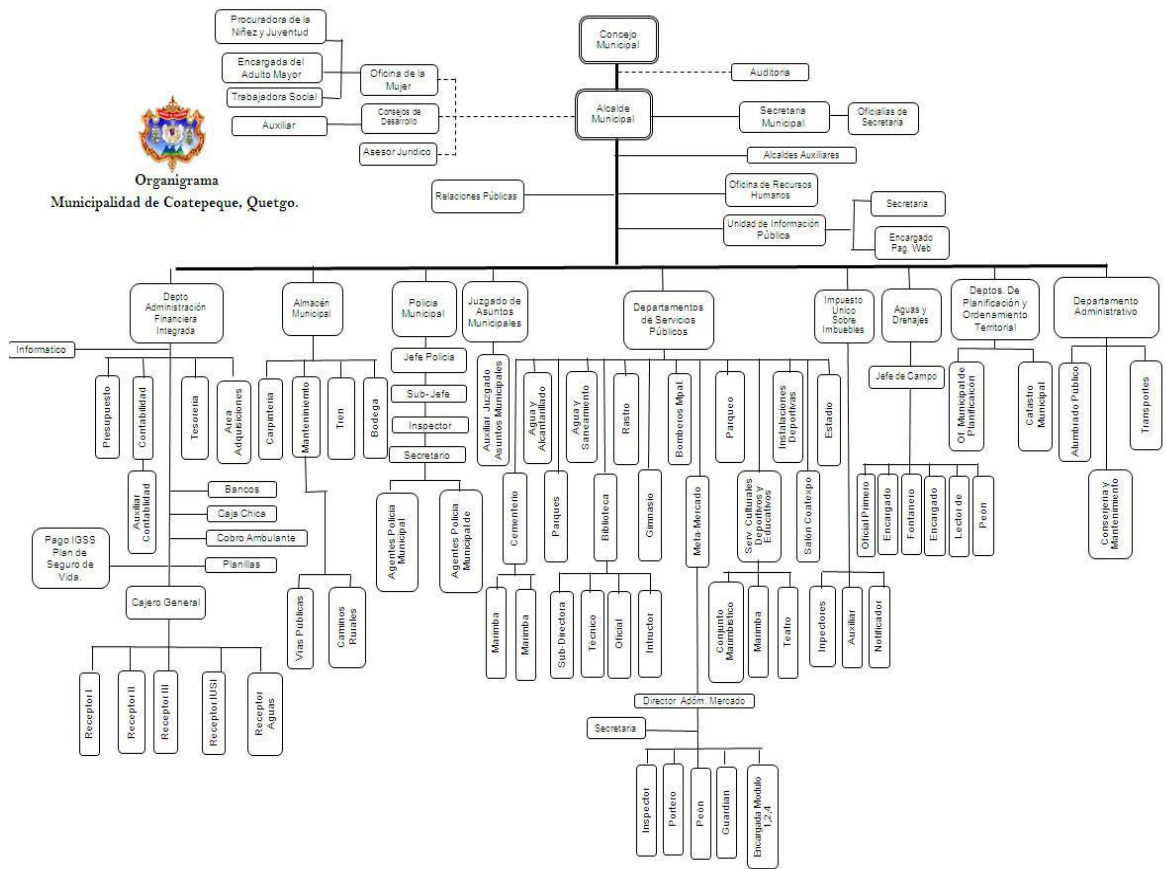 Procuradora de la
Niñez y Juventud
Concejo
Municipal
Encargada del
Adulto Mayor
Oficina de la
Mujer
Auditoria
Trabajadora Social
Alcalde
Municipal
Secretaria
Municipal
Oficialias de
Secretaria
Auxiliar
Consejos de
Desarrollo
Asesor Juridico
Alcaldes Auxiliares
Organigrama
Municipalidad de Coatepeque, Quetgo.
Relaciones Públicas
Oficina de Recursos
Humanos
Secretaria
Unidad de Información
Pública
Encargado
Pag. Web
Depto
Administración
Financiera
Integrada
Almacén
Municipal
Policia
Municipal
Juzgado de
Asuntos
Municipales
Departamentos
de Servicios
Públicos
Impuesto
Unico
Sobre
Imbuebles
Aguas y
Drenajes
Deptos. De
Planificación y
Ordenamiento
Territorial
Departamento
Administrativo
Informatico
Presupuesto
Contabilidad
Tesoreria
Area
Adquisiciones
Carpinteria
Mantenimiemto
Tren
Bodega
Jefe Policia
Sub-Jefe
Inspector
Secretario
Auxiliar Juzgado
Asuntos Municipales
Agua y
Alcantarillado
Agua y
Saneamiento
Rastro
Bomberos Mpal.
Parqueo
Instalaciones
Deportivas
Estadio
Jefe de Campo
Of. Municipal de
Planificaicón
Catastro
Municipal
Alumbrado Publico
Transportes
Auxiliar
Contabilidad
Bancos
Caja Chica
Cobro Ambulante
Planillas
Pago IGSS
Plan de
Seguro de
Vida.
Cajero General
Agentes Policia
Municipal
Agentes Policia
Municipal de
Cementerio
Parques
Biblioteca
Gimnasio
Meta-Mercado
Serv. Culturales
Deportivos y
Educativos
Salón Coatexpo
Oficial Primero
Encargado
Fontanero
Encargado
Lector de
Peón
Conserjeria y
Mantenimiento
Vias Públicas
Caminos
Rurales
Marimba
Marimba
Sub-Directora
Técnico
Oficial
Intructor
Conjunto
Marimbistico
Marimba
Teatro
Inpectores
Auxiliar
Notificador
Receptor I
Receptor II
Receptor III
Receptor IUSI
Receptor
Aguas
Director Adóm. Mercado
Secretaria
Inspector
Portero
Peón
Guardian
Encargada Modulo
1,2,4